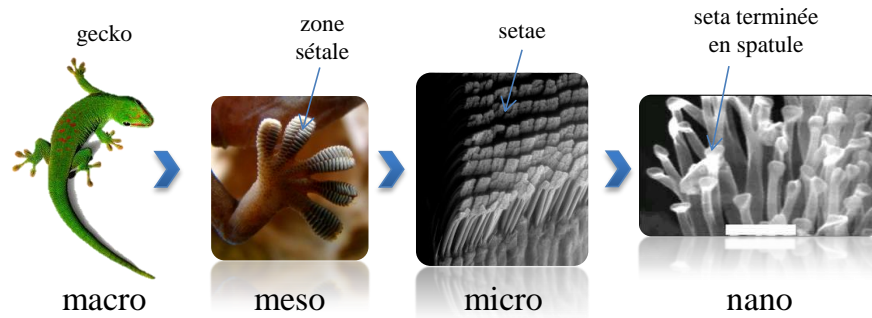 gecko
zone
sétale
setae
seta terminée
en spatule
macro
meso
micro
nano